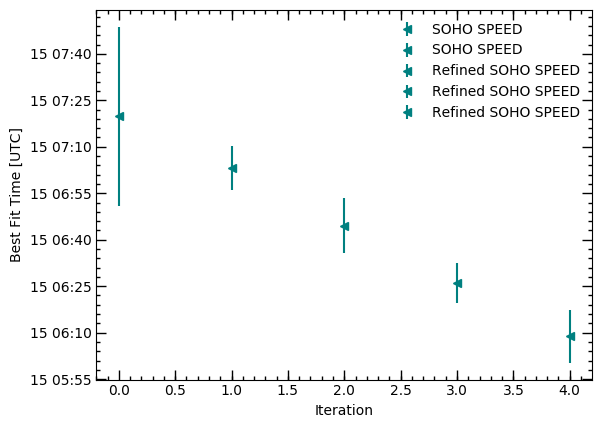 SOHO SPEED
SOHO SPEED
Refined SOHO SPEED
Refined SOHO SPEED
Refined SOHO SPEED
Best Fit Time [UTC]
15 07:40
15 07:25
15 07:10
15 06:55
15 06:40
15 06:25
15 06:10
15 05:55
0.0 0.5 1.0 1.5 2.0 2.5 3.0 3.5 4.0
Iteration